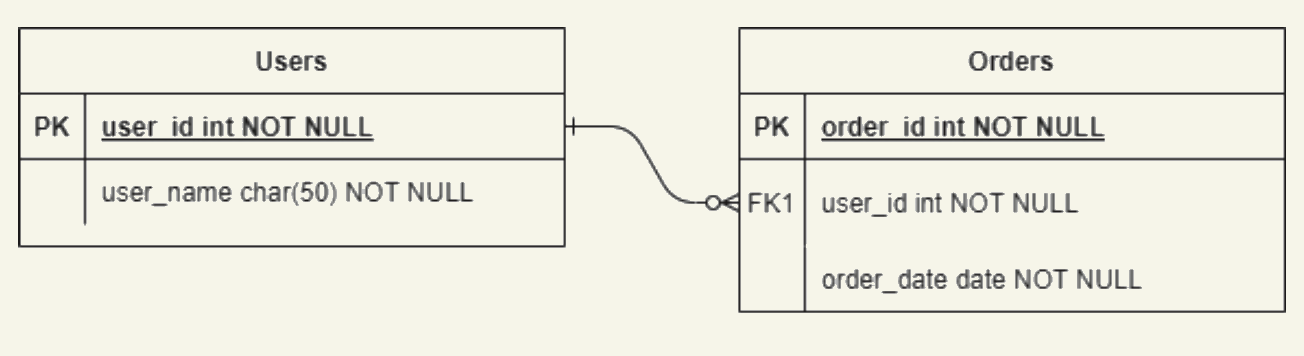 Users
PK user_id int NOT NULL
user_name char(50) NOT NULL
Orders
PK order_id int NOT NULL
FK1 user_id int NOT NULL
order_date date NOT NULL